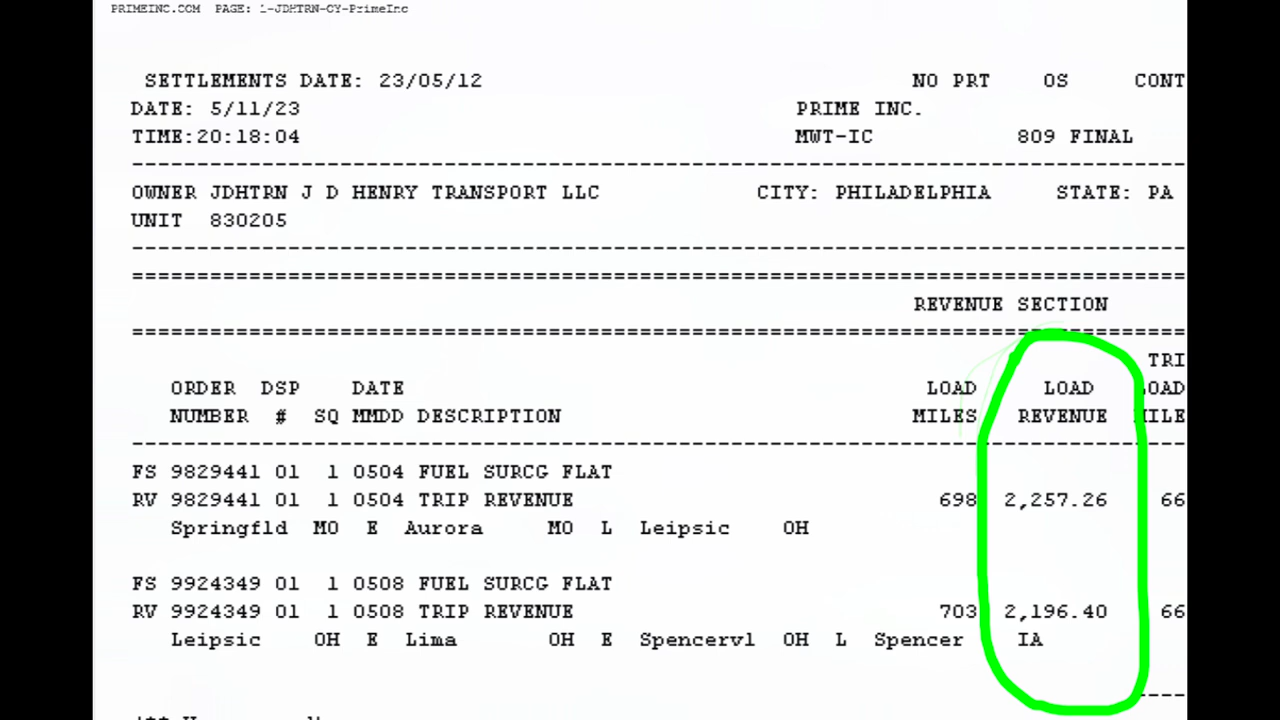 PRIMEINC.COM PAGE: 1-JDHTRN-CY-PrimeInc
SETTLEMENTS DATE: 23/05/12 NO PRT OS CONT
DATE: 5/11/23 PRIME INC.
TIME:20:18:04 MWT-IC 809 FINAL
OWNER JDHTRN J D HENRY TRANSPORT LLC CITY: PHILADELPHIA STATE: PA
UNIT 830205
REVENUE SECTION
TRI
ORDER DSP DATE LOAD LOAD LOAD
NUMBER # SQ MMDD DESCRIPTION MILES REVENUE MILE
FS 9829441 01 1 0504 FUEL SURCG FLAT
RV 9829441 01 1 0504 TRIP REVENUE 698 2,257.26 66
Springfld MO E Aurora MO L Leipsic OH
FS 9924349 01 1 0508 FUEL SURCG FLAT
RV 9924349 01 1 0508 TRIP REVENUE 703 2,196.40 66
Leipsic OH E Lima OH E Spencervl OH L Spencer IA